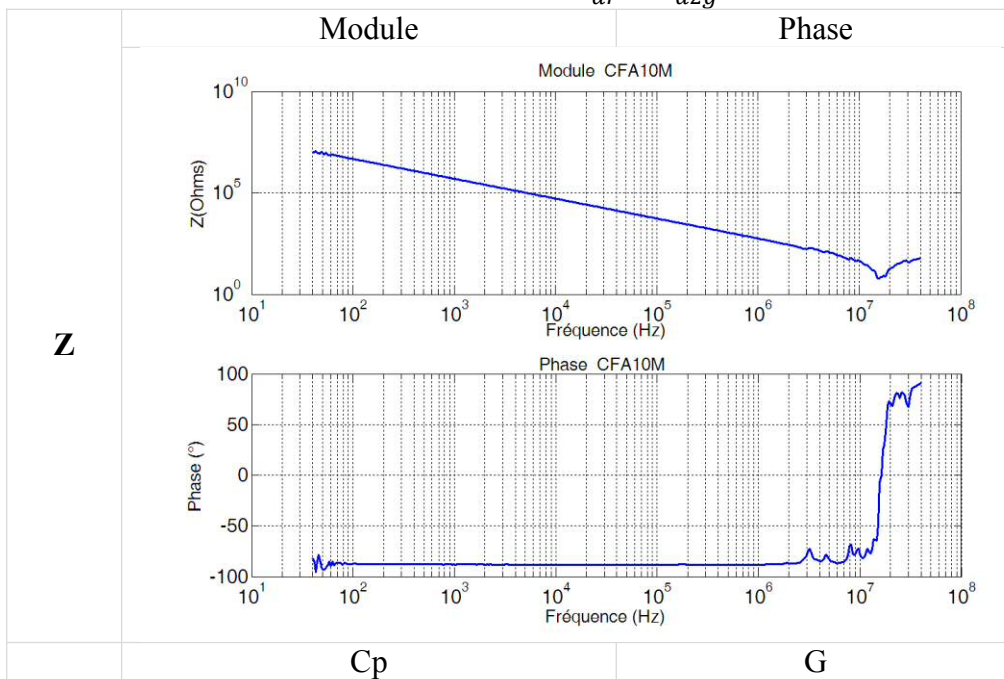 Module Phase
Module CFA10M
10^10
10^5
10^0
Z(Ohms)
10^1 10^2 10^3 10^4 10^5 10^6 10^7 10^8
Fréquence (Hz)
Z
Phase CFA10M
100
50
0
-50
-100
Phase (°)
10^1 10^2 10^3 10^4 10^5 10^6 10^7 10^8
Fréquence (Hz)
Cp G